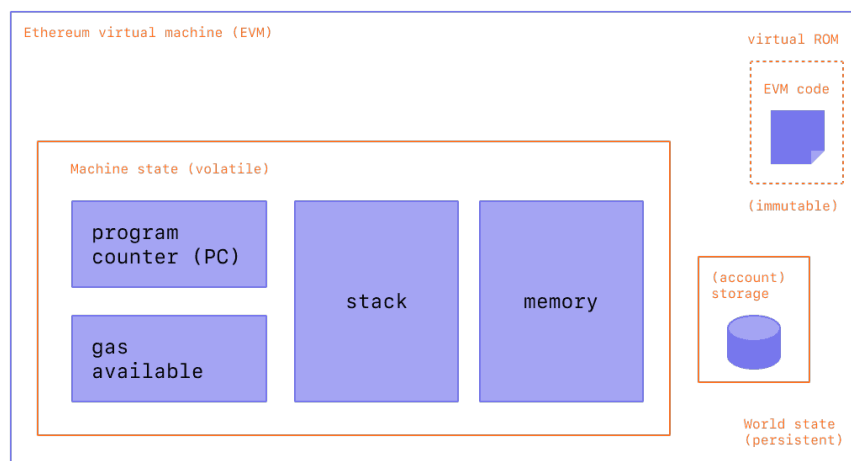 Ethereum virtual machine (EVM)
virtual ROM
EVM code
(immutable)
Machine state (volatile)
program
counter (PC)
gas
available
stack
memory
(account)
storage
World state
(persistent)